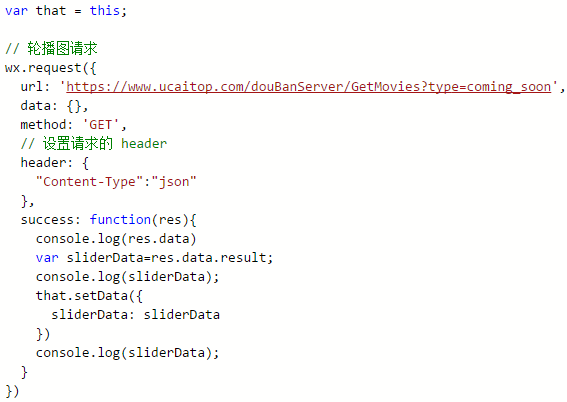 var that = this;
// 轮播图请求
wx.request({
url: 'https://www.ucaitop.com/douBanServer/GetMovies?type=coming_soon',
data: {},
method: 'GET',
// 设置请求的 header
header: {
"Content-Type":"json"
},
success: function(res){
console.log(res.data)
var sliderData=res.data.result;
console.log(sliderData);
that.setData({
sliderData: sliderData
})
console.log(sliderData);
}
})